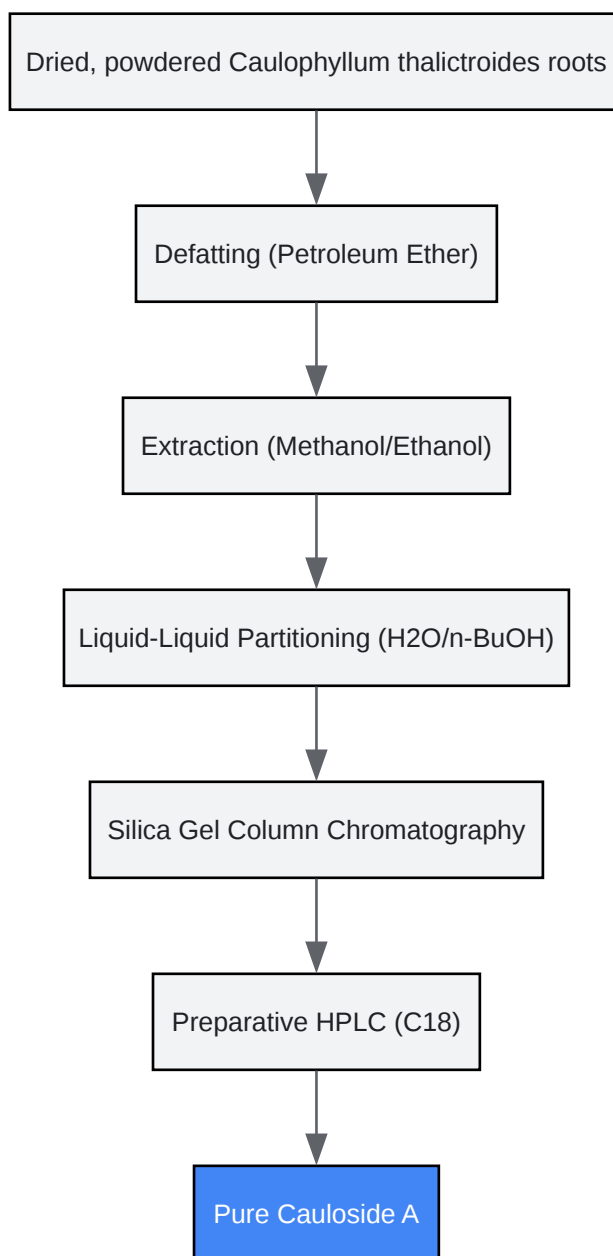 Dried, powdered Caulophyllum thalictroides roots
Defatting (Petroleum Ether)
Extraction (Methanol/Ethanol)
Liquid-Liquid Partitioning (H2O/n-BuOH)
Silica Gel Column Chromatography
Preparative HPLC (C18)
Pure Cauloside A